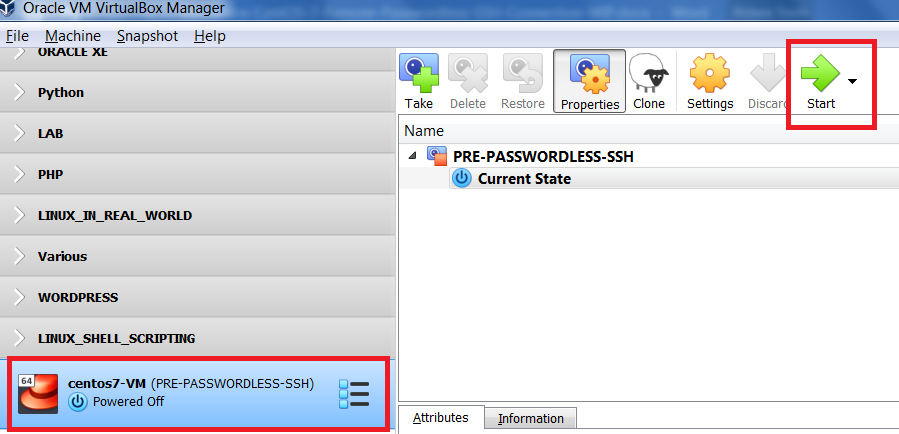 Oracle VM VirtualBox Manager
File Machine Snapshot Help
ORACLE XE
Python
LAB
PHP
LINUX_IN_REAL_WORLD
Various
WORDPRESS
LINUX_SHELL_SCRIPTING
64
centos7-VM (PRE-PASSWORDLESS-SSH)
Powered Off
Take Delete Restore Properties Clone Settings Discard Start
Name
PRE-PASSWORDLESS-SSH
Current State
Attributes Information